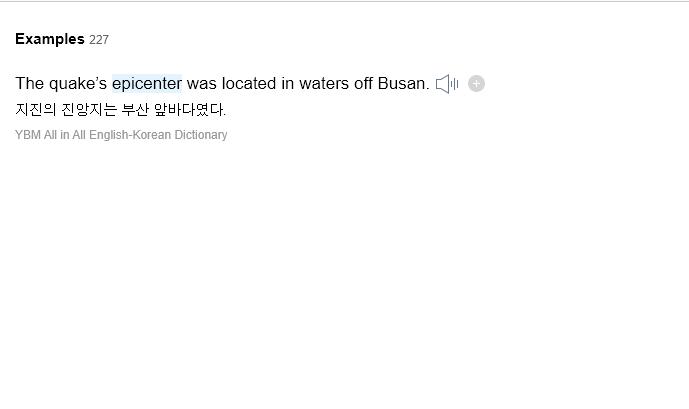 Examples 227
The quake’s epicenter was located in waters off Busan.
지진의 진앙지는 부산 앞바다였다.
YBM All in All English-Korean Dictionary